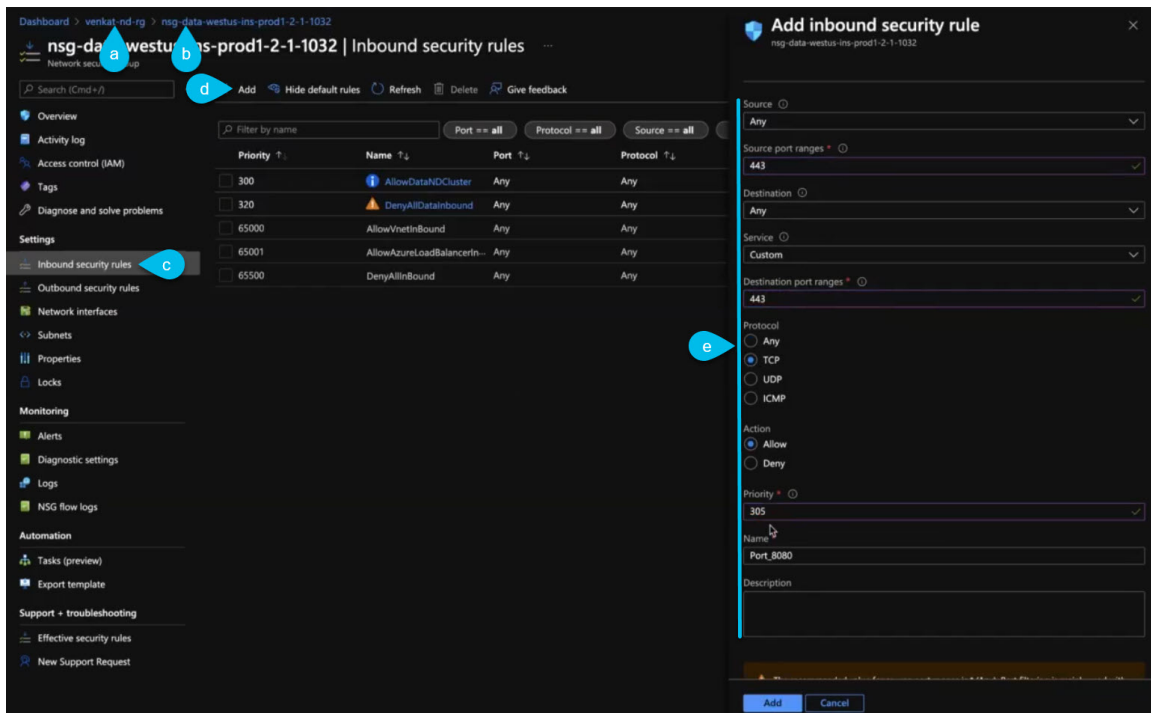 Dashboard > venkat-nd-rg > nsg-data-westus-ins-prod1-2-1-1032
nsg-da westus ns-prod1-2-1-1032 | Inbound security rules ...
Network secu up
a
b
Search (Cmd+/)
Overview
Activity log
Access control (IAM)
Tags
Diagnose and solve problems
Settings
Inbound security rules
c
Outbound security rules
Network interfaces
Subnets
Properties
Locks
Monitoring
Alerts
Diagnostic settings
Logs
NSG flow logs
Automation
Tasks (preview)
Export template
Support + troubleshooting
Effective security rules
New Support Request
d
Add Hide default rules Refresh Delete Give feedback
Filter by name Port == all Protocol == all Source == all
Priority ↑↓ Name ↑↓ Port ↑↓ Protocol ↑↓
300 AllowDataNDCluster Any Any
320 DenyAllDataInbound Any Any
65000 AllowVnetInBound Any Any
65001 AllowAzureLoadBalancerIn... Any Any
65500 DenyAllInBound Any Any
e
Add inbound security rule
nsg-data-westus-ins-prod1-2-1-1032
Source
Any
Source port ranges *
443
Destination
Any
Service
Custom
Destination port ranges *
443
Protocol
Any
TCP
UDP
ICMP
Action
Allow
Deny
Priority *
305
Name
Port_8080
Description
Add Cancel